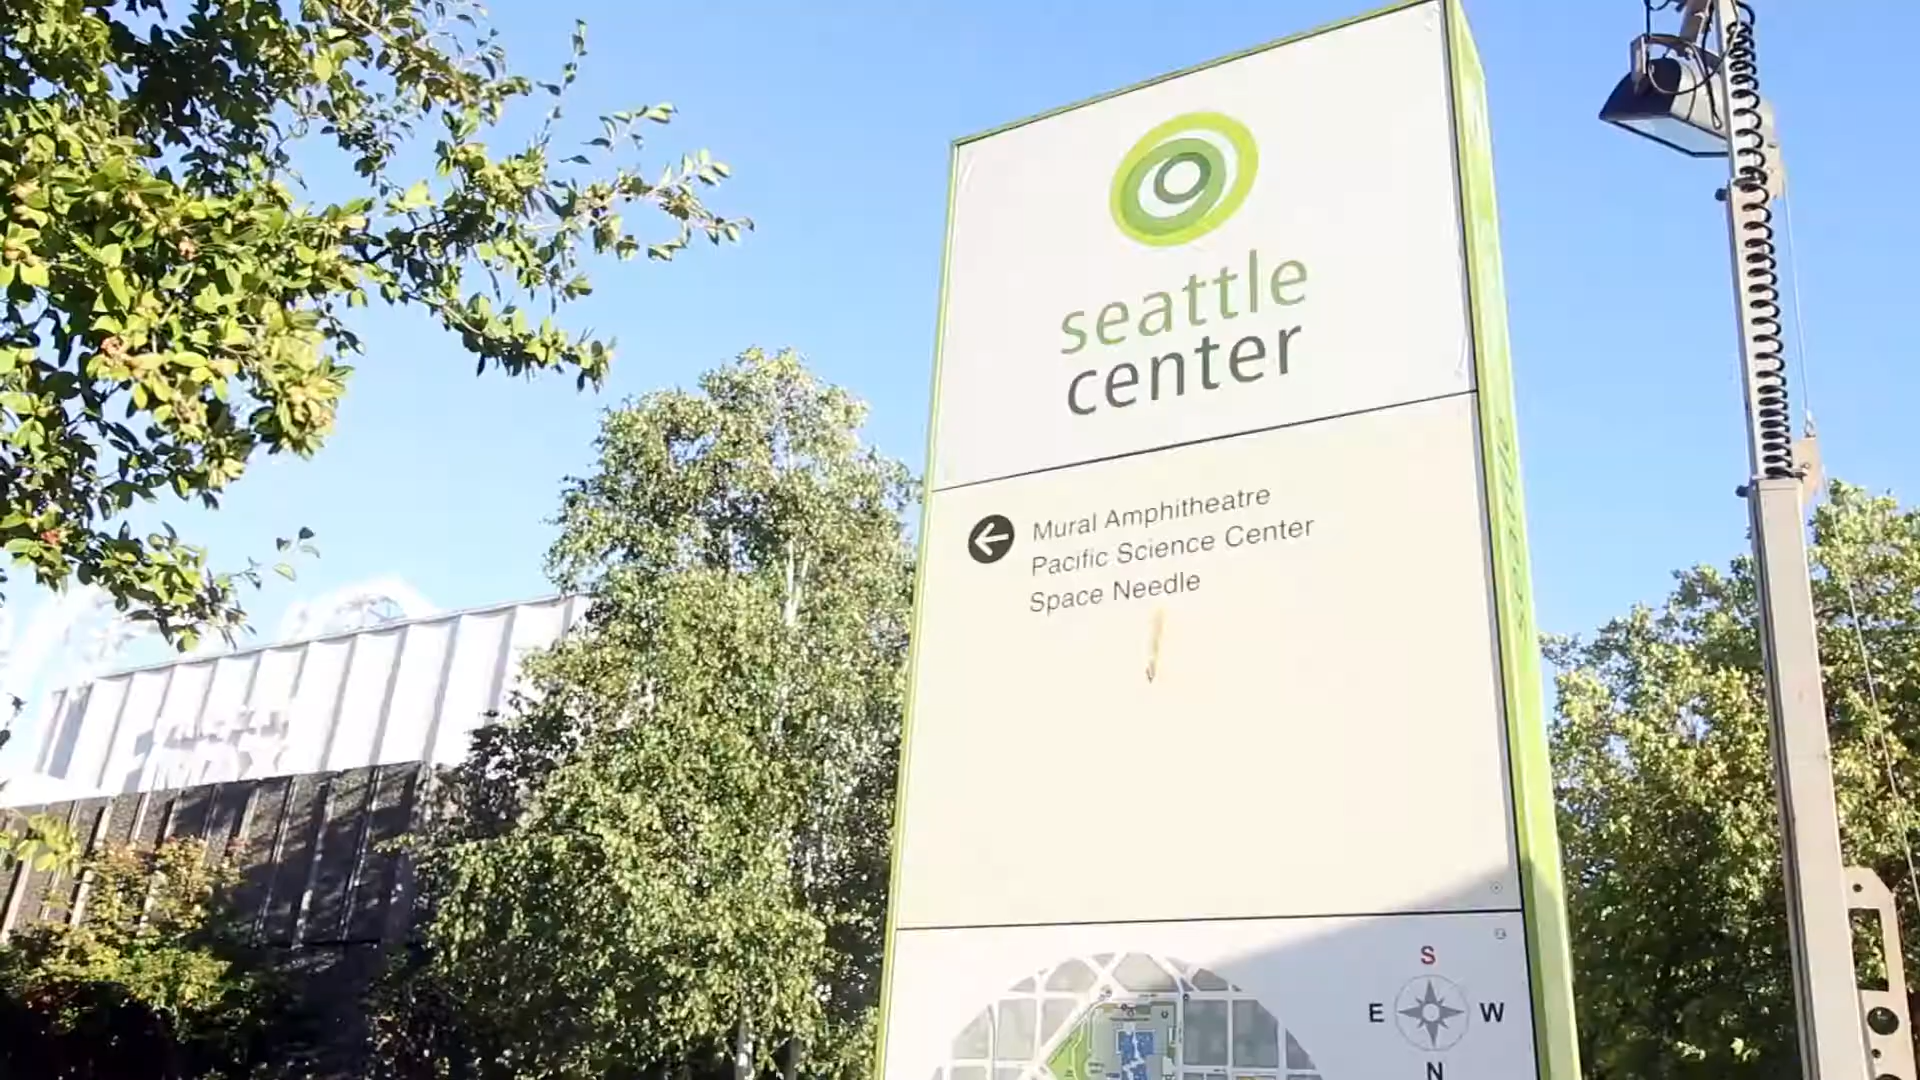 seattle
center
Mural Amphitheatre
Pacific Science Center
Space Needle
S
E W
N